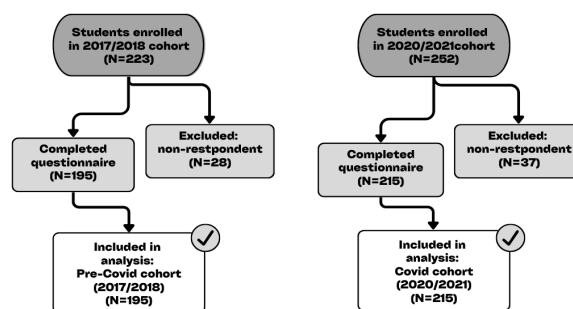 Students enrolled
in 2017/2018 cohort
(N=223)
Completed
questionnaire
(N=195)
Excluded:
non-restpondent
(N=28)
Included in
analysis:
Pre-Covid cohort
(2017/2018)
(N=195)
Students enrolled
in 2020/2021cohort
(N=252)
Completed
questionnaire
(N=215)
Excluded:
non-restpondent
(N=37)
Included in
analysis:
Covid cohort
(2020/2021)
(N=215)